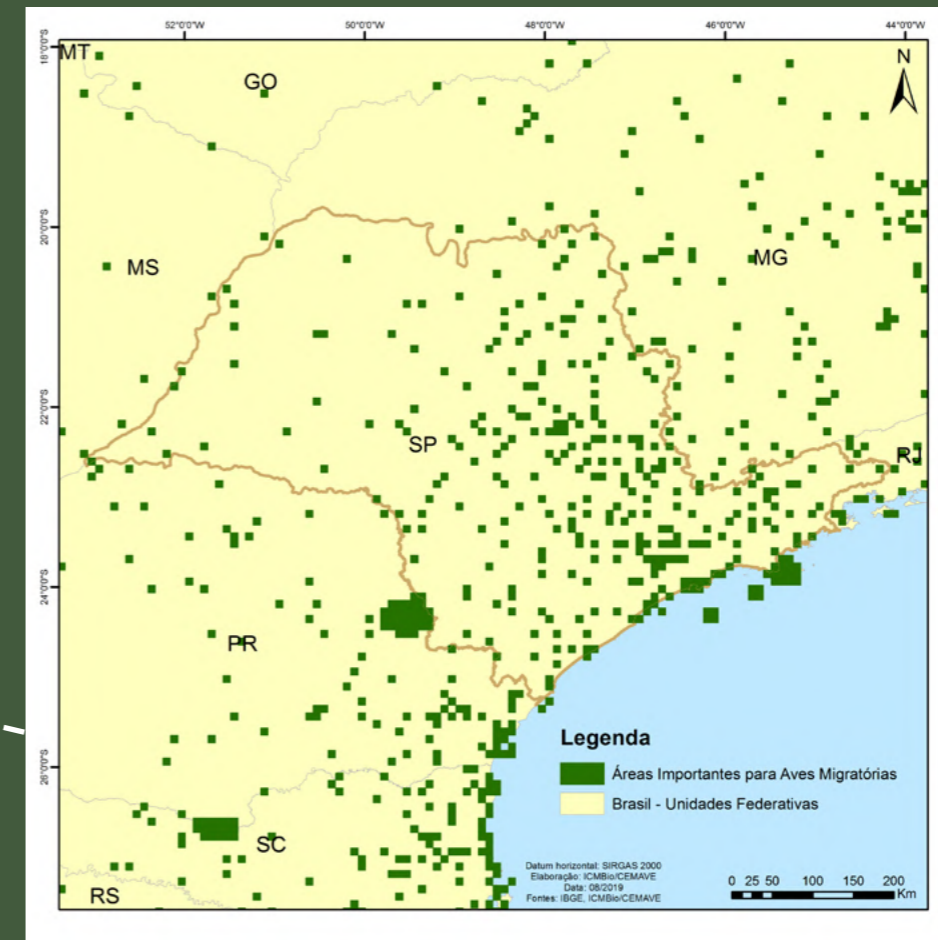 52°0'0"W 50°0'0"W 48°0'0"W 46°0'0"W 44°0'0"W
18°0'0"S
MT
GO
N
20°0'0"S
MS
MG
22°0'0"S
SP
RJ
24°0'0"S
PR
Legenda
26°0'0"S
Áreas Importantes para Aves Migratórias
Brasil - Unidades Federativas
SC
RS
Datum horizontal: SIRGAS 2000
Elaboração: ICMBio/CEMAVE
Data: 08/2019
Fontes: IBGE, ICMBio/CEMAVE
0 25 50 100 150 200
Km